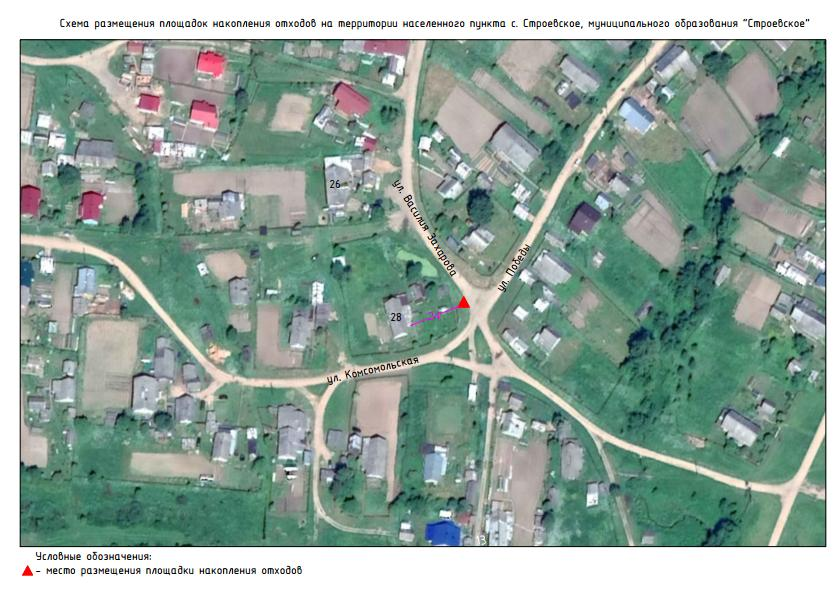 Схема размещения площадок накопления отходов на территории населенного пункта с. Строевское, муниципального образования "Строевское"
26
ул. Василия Захарова
ул. Победы
28
ул. Комсомольская
13
Условные обозначения:
- место размещения площадки накопления отходов